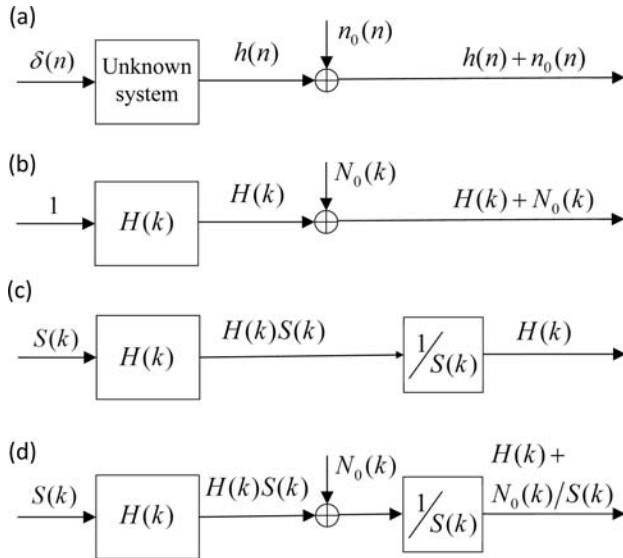 (a)
δ(n)
Unknown
system
h(n)
n₀(n)
h(n)+n₀(n)
(b)
1
H(k)
H(k)
N₀(k)
H(k)+N₀(k)
(c)
S(k)
H(k)
H(k)S(k)
1/S(k)
H(k)
(d)
S(k)
H(k)
H(k)S(k)
N₀(k)
1/S(k)
H(k)+
N₀(k)/S(k)